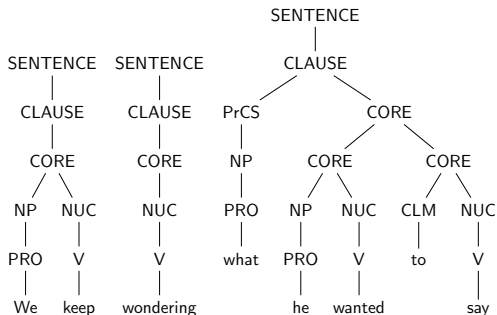 SENTENCE
SENTENCE SENTENCE CLAUSE
CLAUSE CLAUSE PrCS CORE
CORE CORE NP CORE CORE
NP NUC NUC PRO NP NUC CLM NUC
PRO V V what PRO V to V
We keep wondering he wanted say